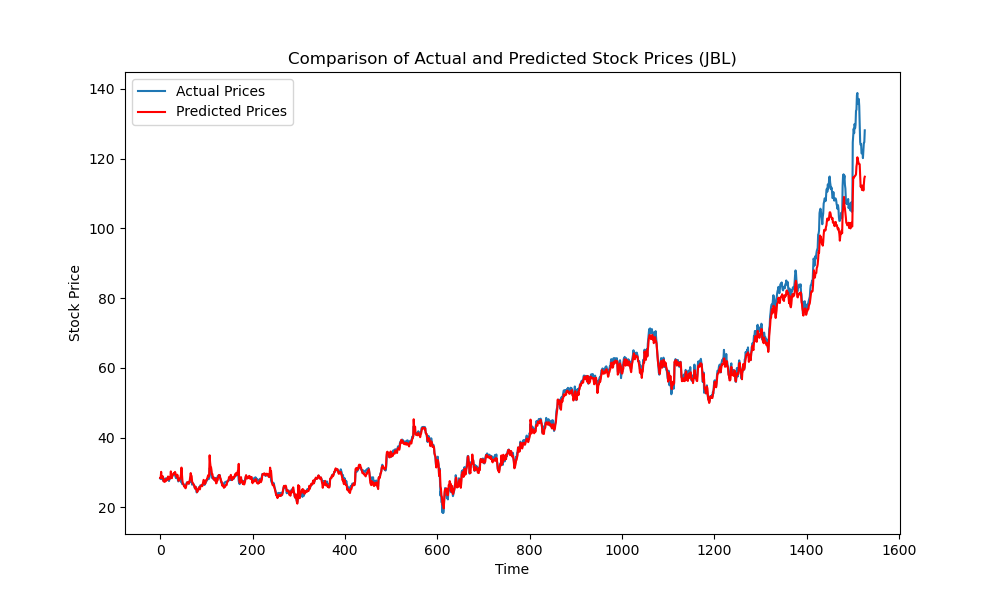 Comparison of Actual and Predicted Stock Prices (JBL)
Actual Prices
Predicted Prices
140
120
100
80
60
40
20
Stock Price
0 200 400 600 800 1000 1200 1400 1600
Time